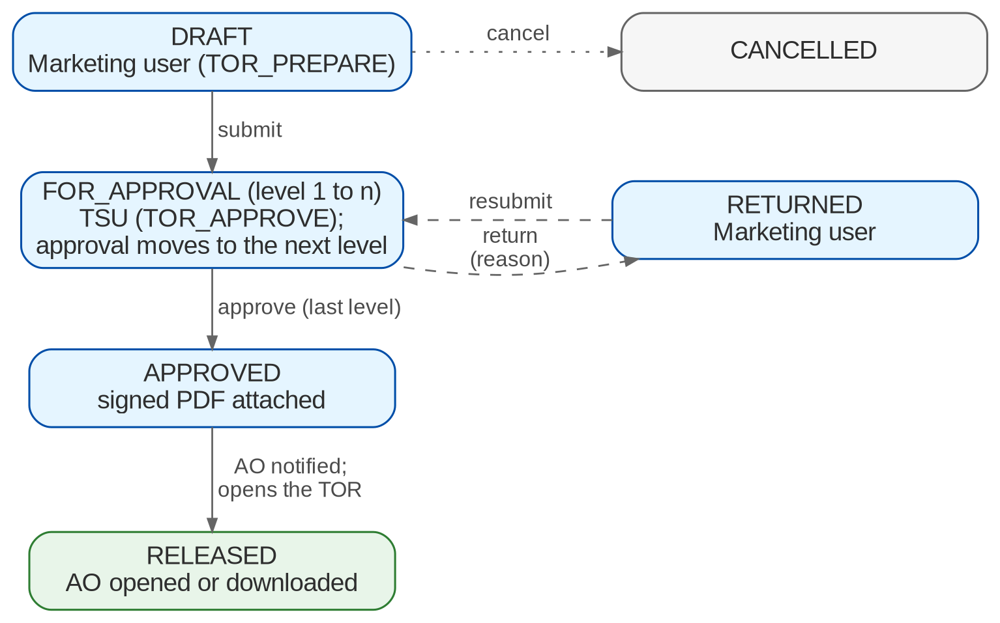 DRAFT
Marketing user (TOR_PREPARE)
cancel
CANCELLED
submit
FOR_APPROVAL (level 1 to n)
TSU (TOR_APPROVE);
approval moves to the next level
resubmit
return
(reason)
RETURNED
Marketing user
approve (last level)
APPROVED
signed PDF attached
AO notified;
opens the TOR
RELEASED
AO opened or downloaded